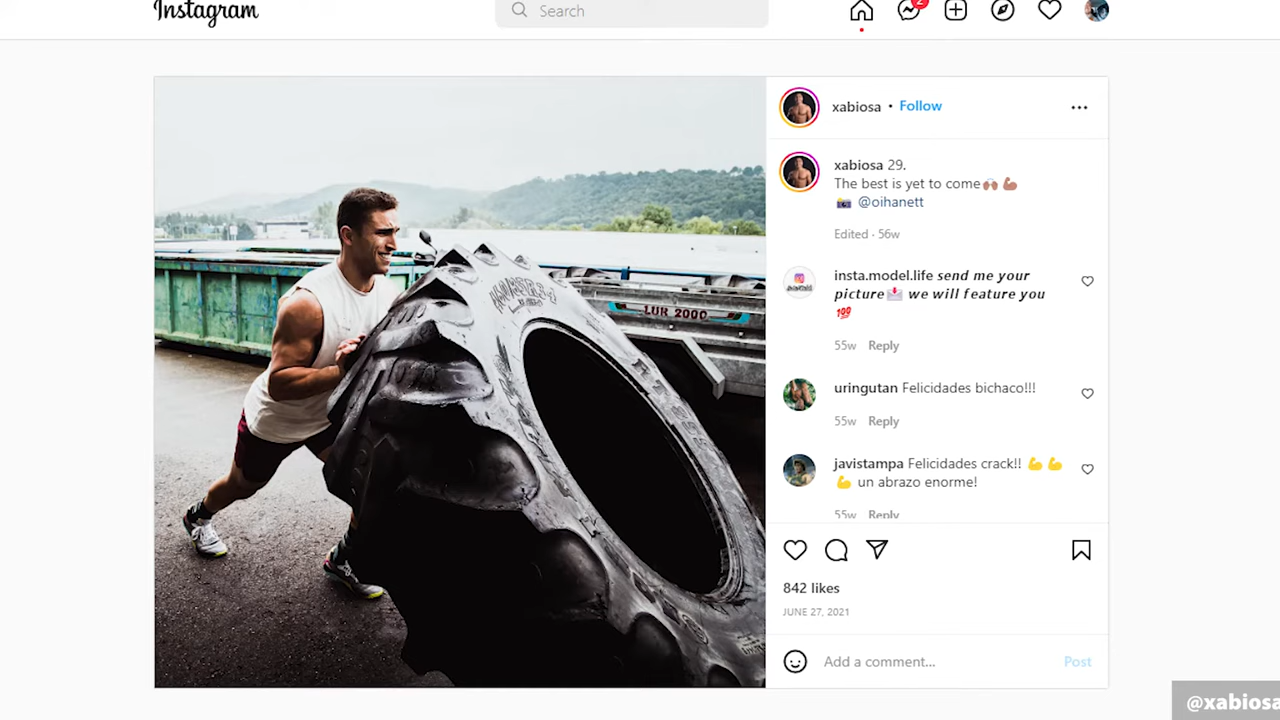 Instagram
Search
2
xabiosa • Follow
xabiosa 29.
The best is yet to come🙌🏽 💪🏽
📸 @oihanett
Edited · 56w
insta.model.life send me your
picture📩 we will feature you
💯
55w Reply
uringutan Felicidades bichaco!!!
55w Reply
javistampa Felicidades crack!! 💪 💪
💪 un abrazo enorme!
55w Reply
842 likes
JUNE 27, 2021
Add a comment... Post
LUR 2000
@xabiosa